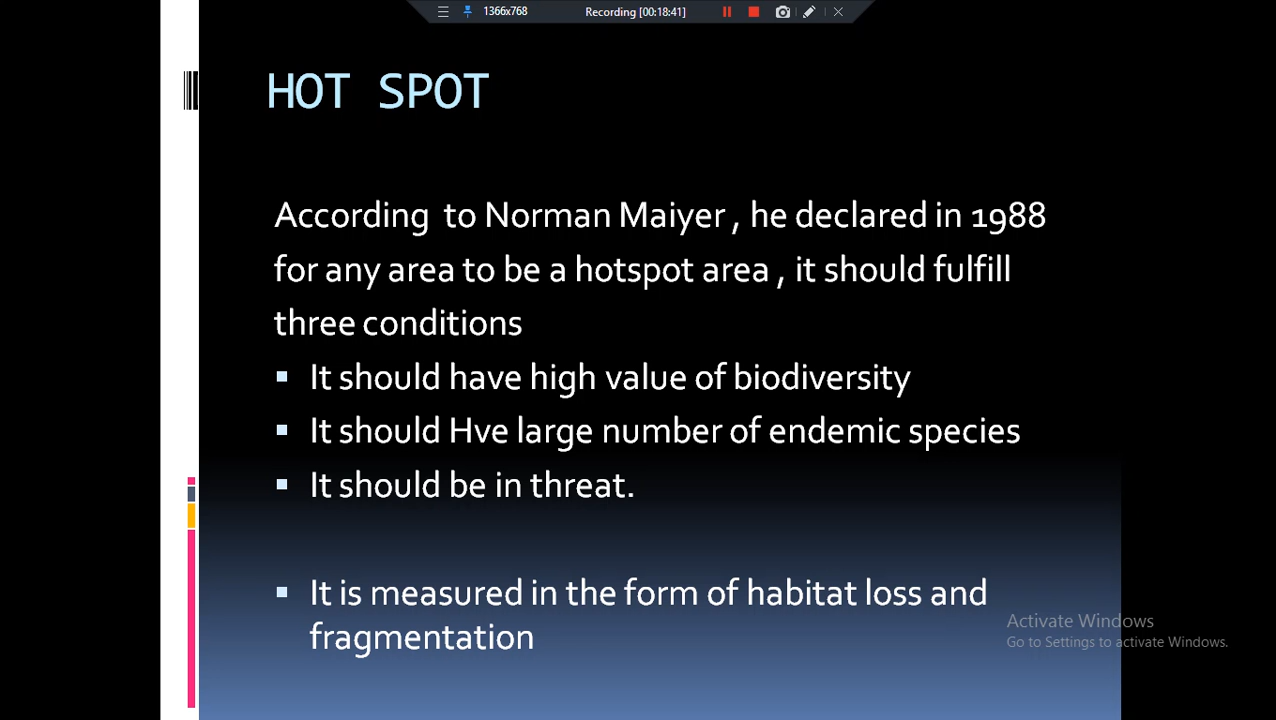 1366x768 Recording [00:18:41]
HOT SPOT
According to Norman Maiyer , he declared in 1988
for any area to be a hotspot area , it should fulfill
three conditions
It should have high value of biodiversity
It should Hve large number of endemic species
It should be in threat.
It is measured in the form of habitat loss and
fragmentation
Activate Windows
Go to Settings to activate Windows.